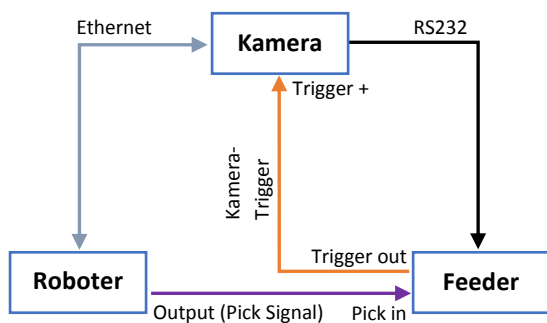 Ethernet
Kamera
RS232
Trigger +
Kamera-
Trigger
Trigger out
Roboter
Feeder
Output (Pick Signal)
Pick in